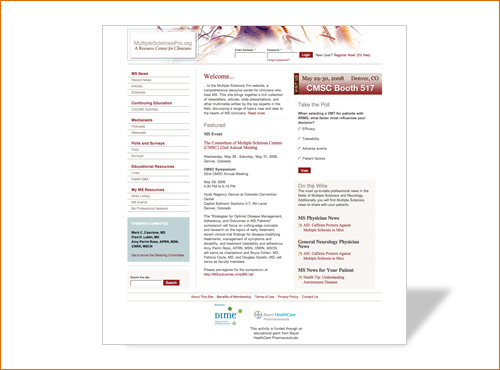 MultipleSclerosisPro.org
A Resource Center for Clinicians
Email Address *
Password *
Login
New User? Register Now! (It's free)
Forgot password?
MS News
Recent News
Articles
Editorials
Continuing Education
CE/CME Activities
Mediacasts
Podcasts
Webcasts
Polls and Surveys
Polls
Surveys
Educational Resources
Links
Expert Q&A
My MS Resources
Slide Library
MS Events
My Professional Network
STEERING COMMITTEE
Mark C. Cascione, MD
Fred D. Lublin, MD
Amy Perrin Ross, APRN, MSN,
CNRN, MSCN
Get to know the Steering Committee
Search the site
Search
Welcome...
...to the Multiple Sclerosis Pro website, a
comprehensive resource center for clinicians who treat
MS. This site brings together a rich collection
of newsletters, articles, slide presentations, and other
multimedia written by the top experts in the
field, discussing a range of topics near and dear to
the hearts of MS clinicians. Read more
Featured
MS Event
The Consortium of Multiple Sclerosis Centers
(CMSC) 22nd Annual Meeting
Wednesday, May 28 - Saturday, May 31, 2008,
Denver, Colorado
CMSC Symposium:
22nd Annual Meeting
May 29, 2008
6:30 PM to 8:15 PM
Hyatt Regency Denver at Colorado Convention
Center
Capitol Ballroom Sections 5-7, 4th Level
Denver, Colorado
The "Strategies for Optimal Disease Management,
Adherence, and Outcomes in MS Patients"
symposium will focus on cutting-edge concepts
and research on the topics of early treatment,
recent clinical trial findings for disease-modifying
treatments, management of symptoms and
disability, and treatment tolerability and adherence.
Amy Perrin Ross, APRN, MSN, CNRN, MSCN,
will serve as chairperson and Bruce Cohen, MD,
Patricia Coyle, MD, and Douglas Goodin, MD, will
serve as faculty members.
Please pre-register for the symposium at
May 29-30, 2008 Denver, CO
CMSC Booth 517
Take the Poll
When selecting a DMT for patients with
RRMS, what factor most influences your
decision?
Efficacy
Tolerability
Adverse events
Patient factors
Vote
On the Wire
The most up-to-date professional news in the
fields of Multiple Sclerosis and Neurology.
Additionally you will find Multiple Sclerosis
news to share with your patients.
MS Physician News
ASI: Caffeine Protects Against
Multiple Sclerosis in Mice
General Neurology Physician
News
ASI: Caffeine Protects Against
Multiple Sclerosis in Mice
MS News for Your Patient
Health Tip: Understanding
Autoimmune Disease
About This Site Benefits of Membership Terms of Use Privacy Policy Contact Us
DIME
Bayer HealthCare
Pharmaceuticals
This activity is funded through an
educational grant from Bayer
HealthCare Pharmaceuticals.